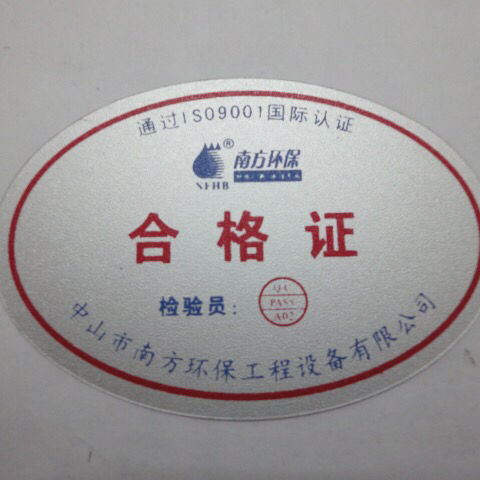 通过ISO9001国际认证
® 南方环保
NFHB
合格证
检验员:
QC
PASS
A02
中山市南方环保工程设备有限公司